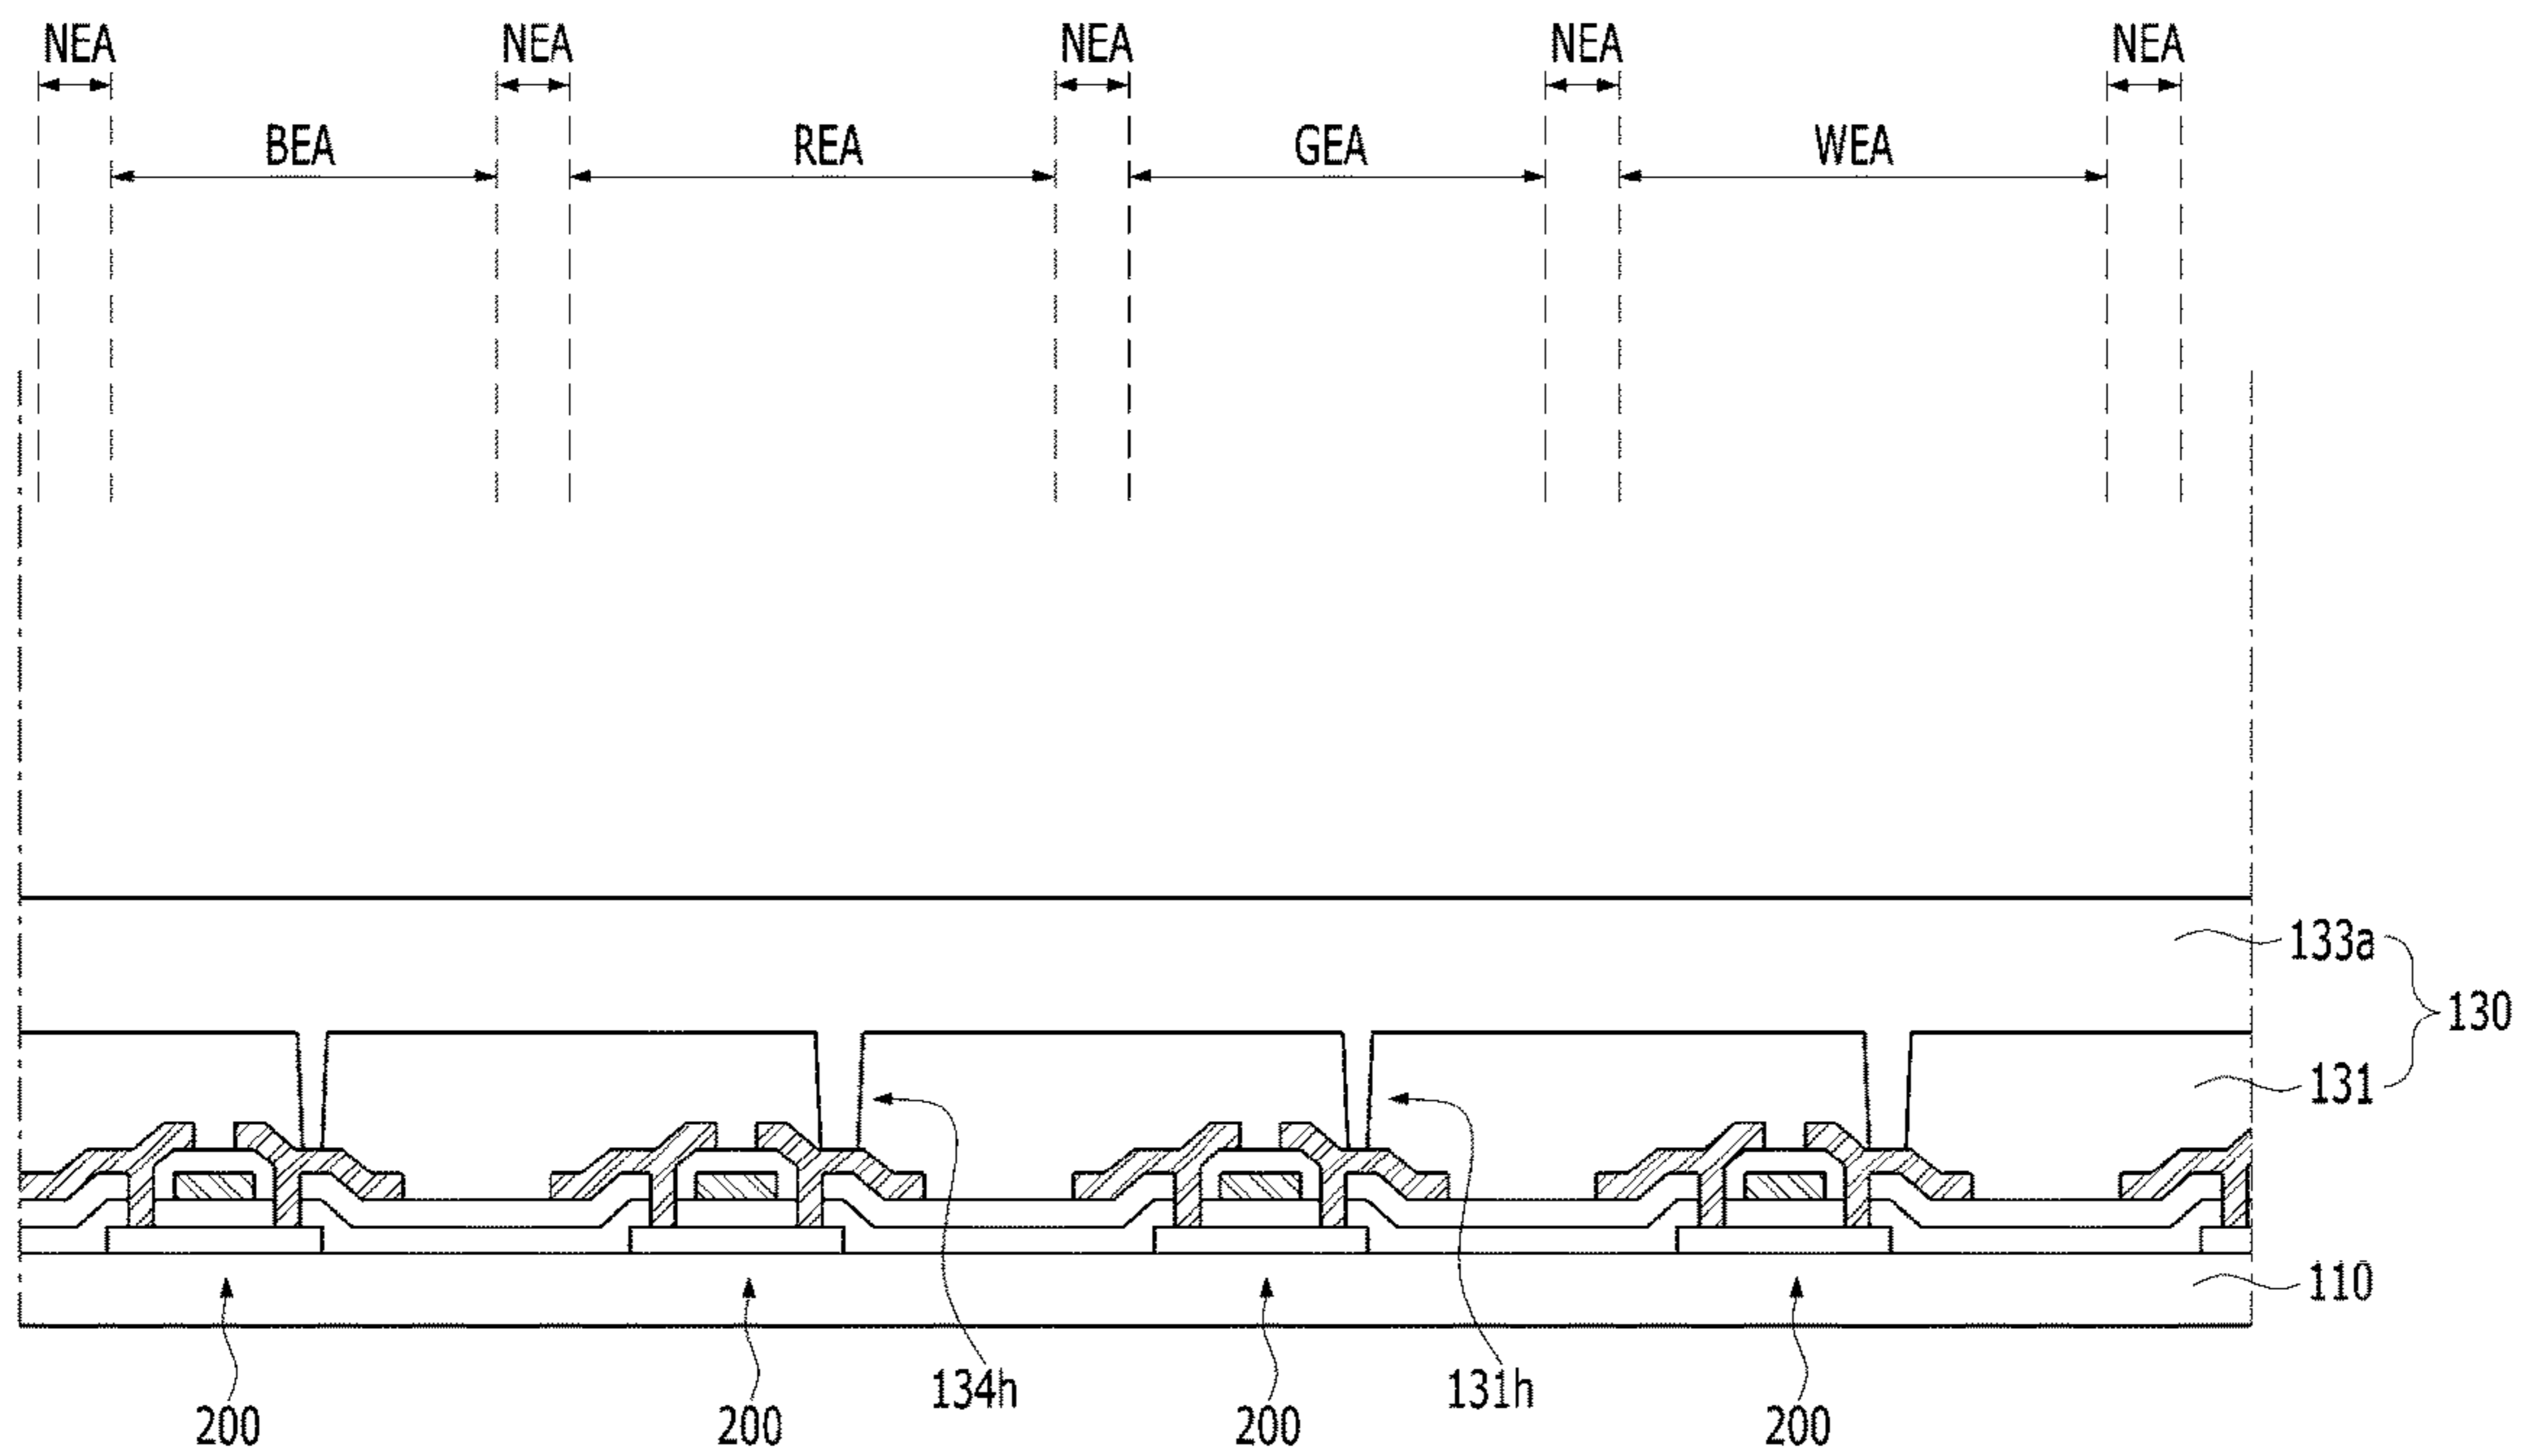 NEA NEA NEA NEA NEA
BEA REA GEA WEA
133a
130
131
110
134h 131h
200 200 200 200